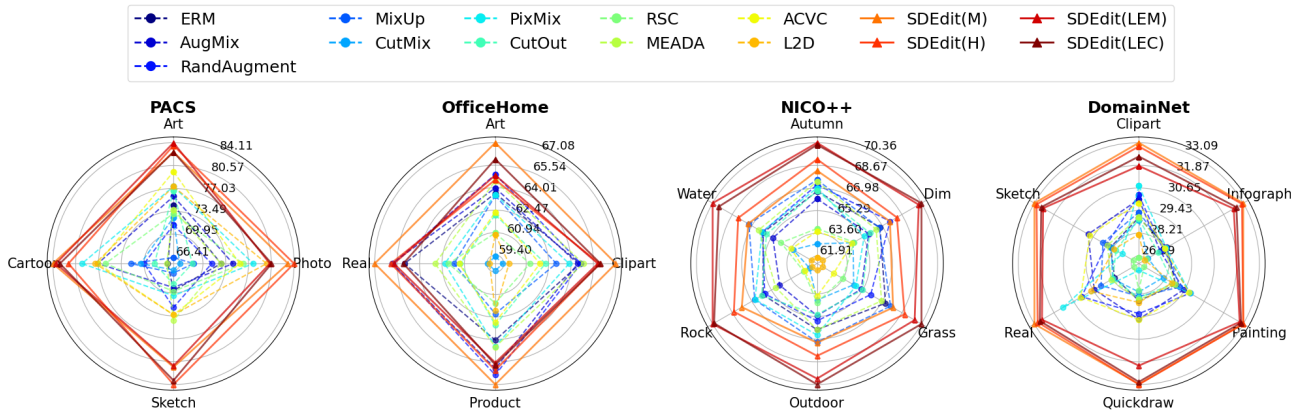 ERM MixUp PixMix RSC ACVC SDEdit(M) SDEdit(LEM)
AugMix CutMix CutOut MEADA L2D SDEdit(H) SDEdit(LEC)
RandAugment
PACS OfficeHome NICO++ DomainNet
Art Art Autumn Clipart
84.11 67.08 70.36 33.09
80.57 65.54 68.67 31.87
77.03 64.01 66.98 30.65
Water Dim Sketch Infograph
73.49 62.47 65.29 29.43
69.95 60.94 63.60 28.21
66.41 59.40 61.91
Cartoo Photo Real Clipart
Rock Grass Real Painting
Sketch Product Outdoor Quickdraw